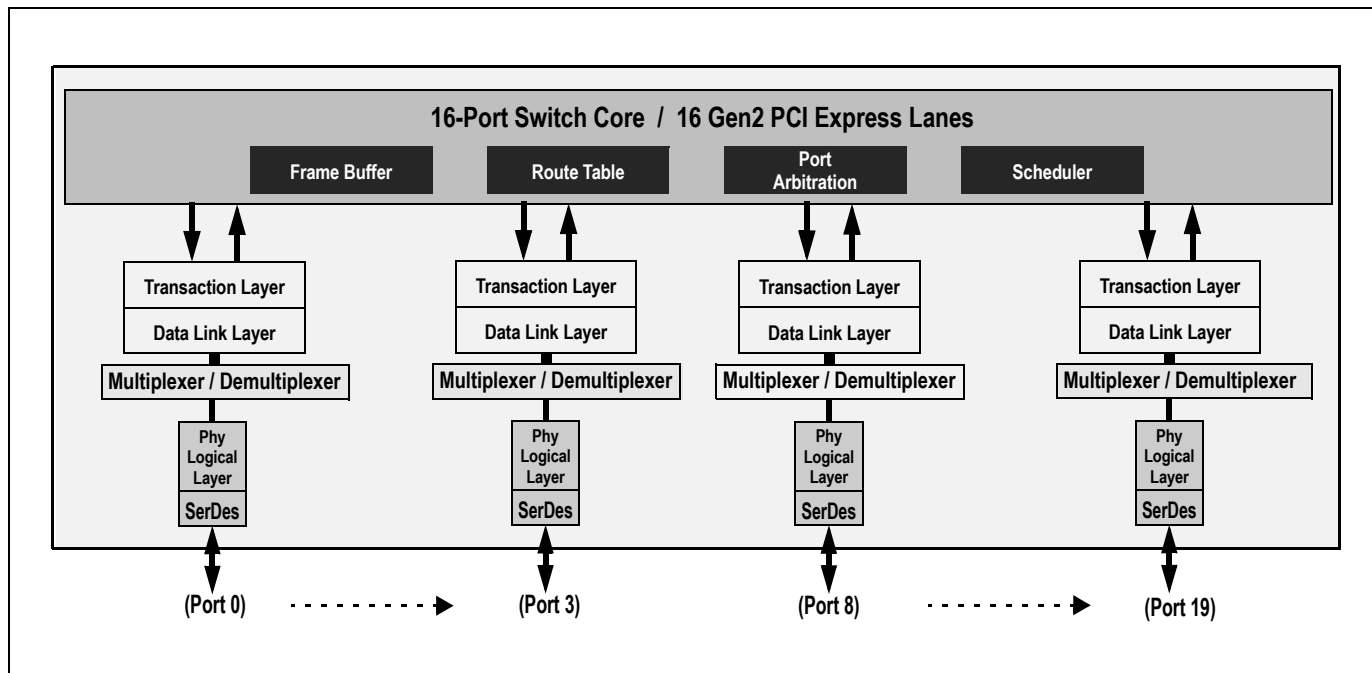 16-Port Switch Core / 16 Gen2 PCI Express Lanes
Frame Buffer
Route Table
Port
Arbitration
Scheduler
Transaction Layer
Data Link Layer
Multiplexer / Demultiplexer
Phy
Logical
Layer
SerDes
(Port 0)
Transaction Layer
Data Link Layer
Multiplexer / Demultiplexer
Phy
Logical
Layer
SerDes
(Port 3)
Transaction Layer
Data Link Layer
Multiplexer / Demultiplexer
Phy
Logical
Layer
SerDes
(Port 8)
Transaction Layer
Data Link Layer
Multiplexer / Demultiplexer
Phy
Logical
Layer
SerDes
(Port 19)